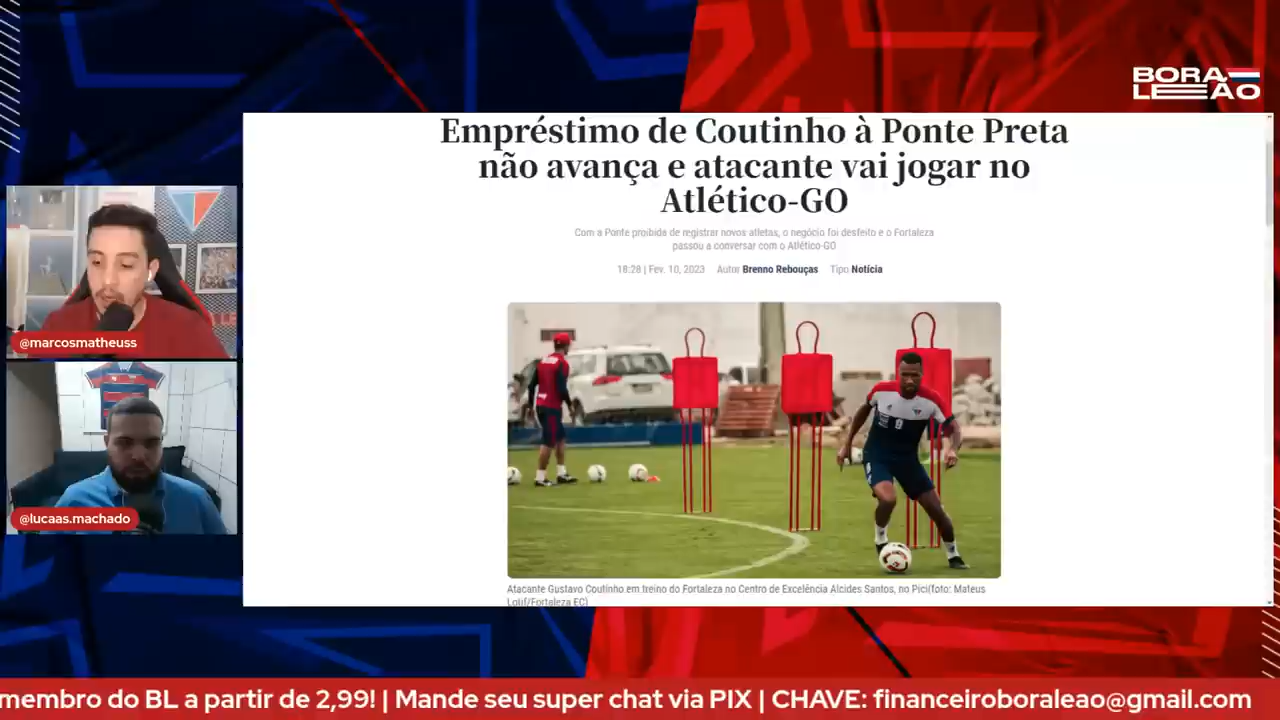 BORA
LEÃO
Empréstimo de Coutinho à Ponte Preta
não avança e atacante vai jogar no
Atlético-GO
Com a Ponte proibida de registrar novos atletas, o negócio foi desfeito e o Fortaleza
passou a conversar com o Atlético-GO
18:28 | Fev. 10, 2023 Autor Brenno Rebouças Tipo Notícia
@marcosmatheuss
@lucaas.machado
Atacante Gustavo Coutinho em treino do Fortaleza no Centro de Excelência Alcides Santos, no Pici(foto: Mateus
Lotif/Fortaleza EC)
membro do BL a partir de 2,99! | Mande seu super chat via PIX | CHAVE: financeiroboraleao@gmail.com